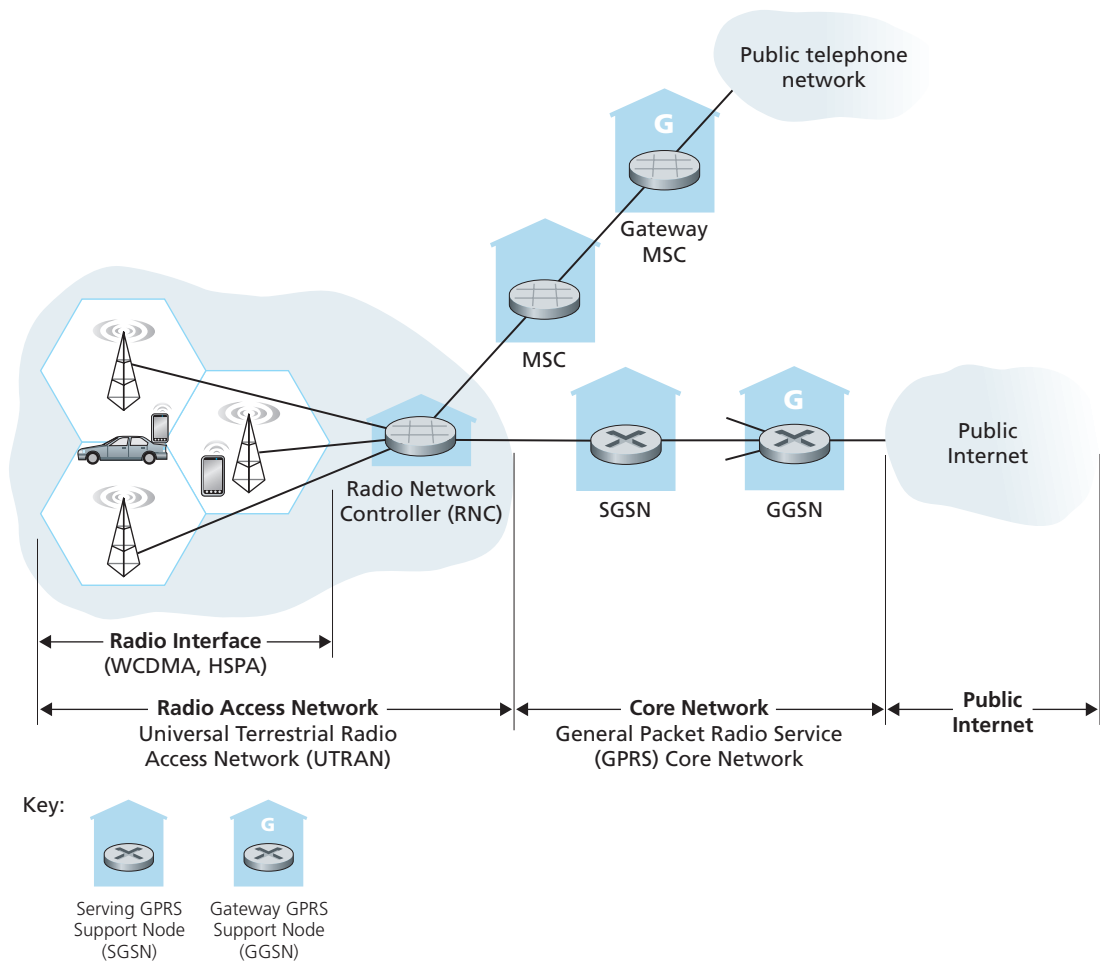 Public telephone
network
G
Gateway
MSC
MSC
G
Public
Internet
Radio Network
Controller (RNC)
SGSN
GGSN
Radio Interface
(WCDMA, HSPA)
Radio Access Network
Universal Terrestrial Radio
Access Network (UTRAN)
Core Network
General Packet Radio Service
(GPRS) Core Network
Public
Internet
Key:
G
Serving GPRS
Support Node
(SGSN)
Gateway GPRS
Support Node
(GGSN)